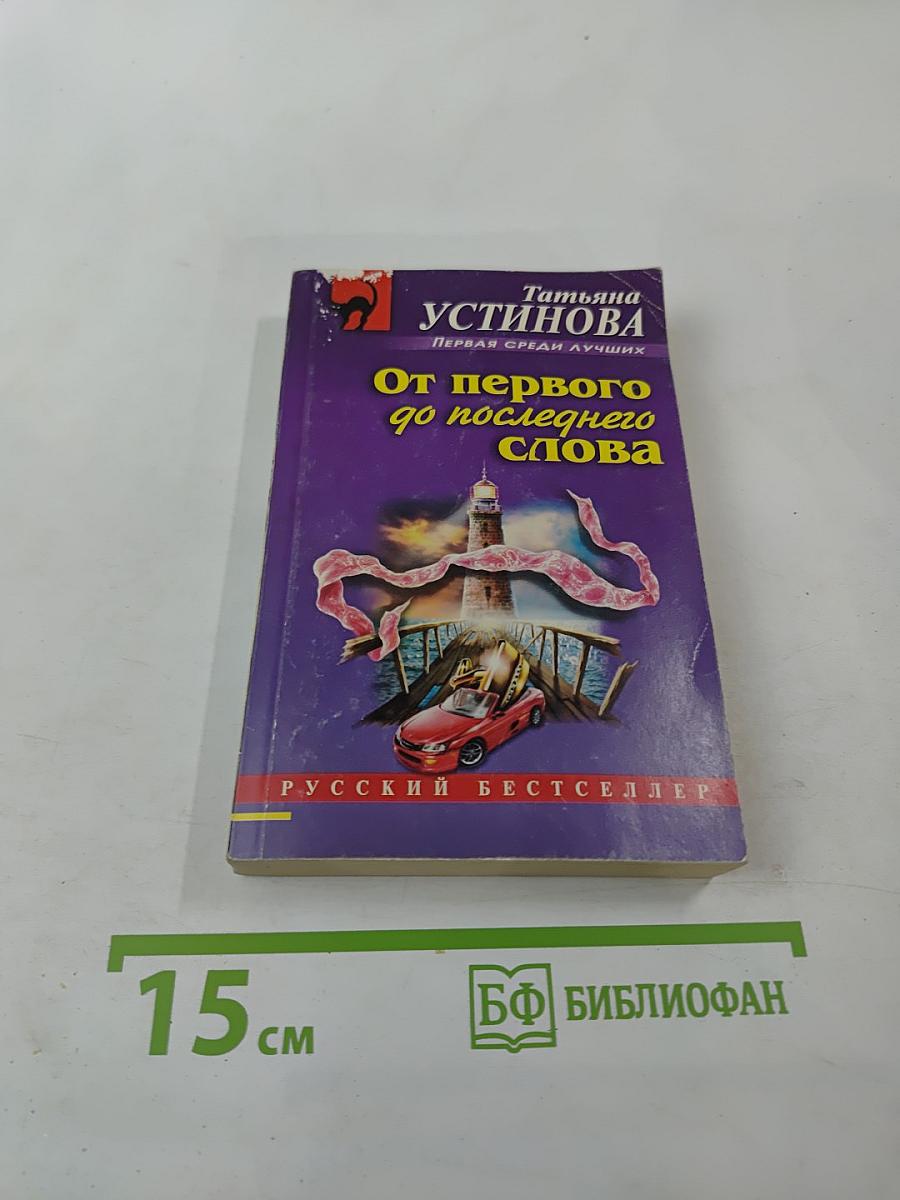 Татьяна
УСТИНОВА
ПЕРВАЯ СРЕДИ ЛУЧШИХ
От первого
до последнего
слова
РУССКИЙ БЕСТСЕЛЛЕР
15 см
БФ БИБЛИОФАН